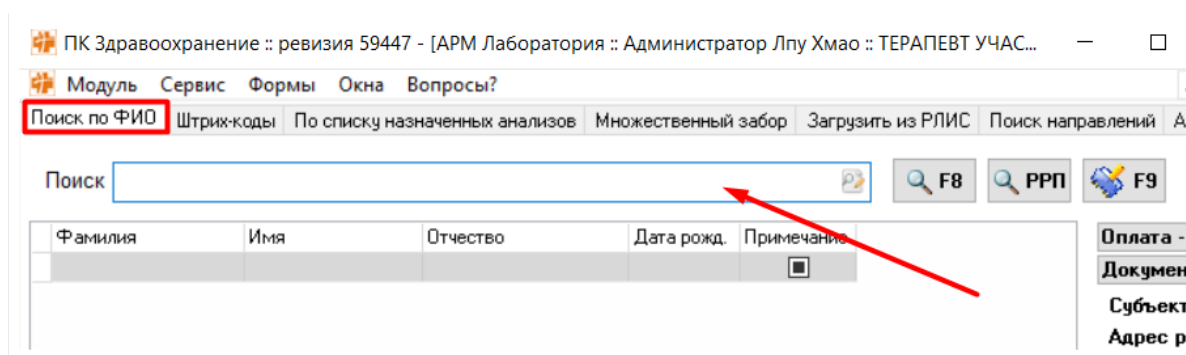 ПК Здравоохранение :: ревизия 59447 - [АРМ Лаборатория :: Администратор Лпу Хмао :: ТЕРАПЕВТ УЧАС...
Модуль Сервис Формы Окна Вопросы?
Поиск по ФИО Штрих-коды По списку назначенных анализов Множественный забор Загрузить из РЛИС Поиск направлений А
Поиск F8 РРП F9
Фамилия Имя Отчество Дата рожд. Примечание Оплата -
Докумен
Субъект
Адрес р